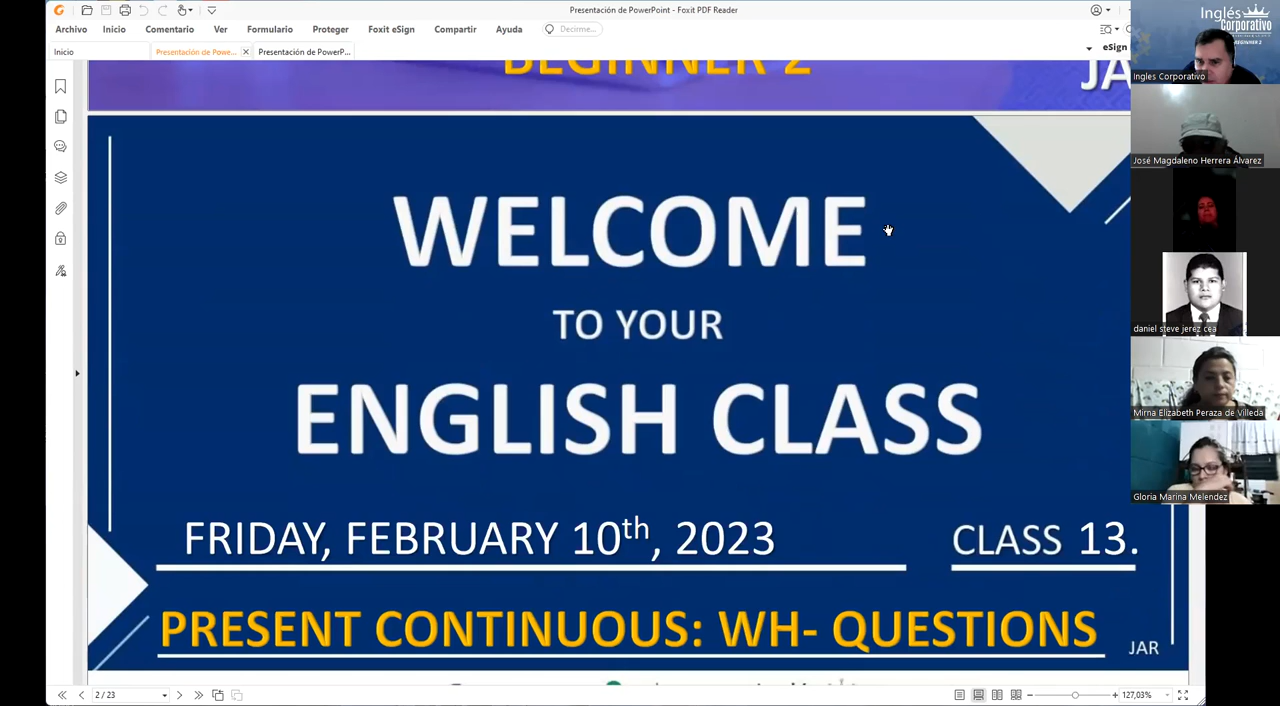 Presentación de PowerPoint - Foxit PDF Reader
Archivo Inicio Comentario Ver Formulario Proteger Foxit eSign Compartir Ayuda Decirme...
Inicio Presentación de Powe... Presentación de PowerP... eSign
BEGINNER 2
JA
WELCOME
TO YOUR
ENGLISH CLASS
FRIDAY, FEBRUARY 10th, 2023 CLASS 13.
PRESENT CONTINUOUS: WH- QUESTIONS
JAR
2 / 23
127,03%
Inglés
Corporativo
BEGINNER 2
Ingles Corporativo
José Magdaleno Herrera Álvarez
daniel steve jerez cea
Mirna Elizabeth Peraza de Villeda
Gloria Marina Melendez